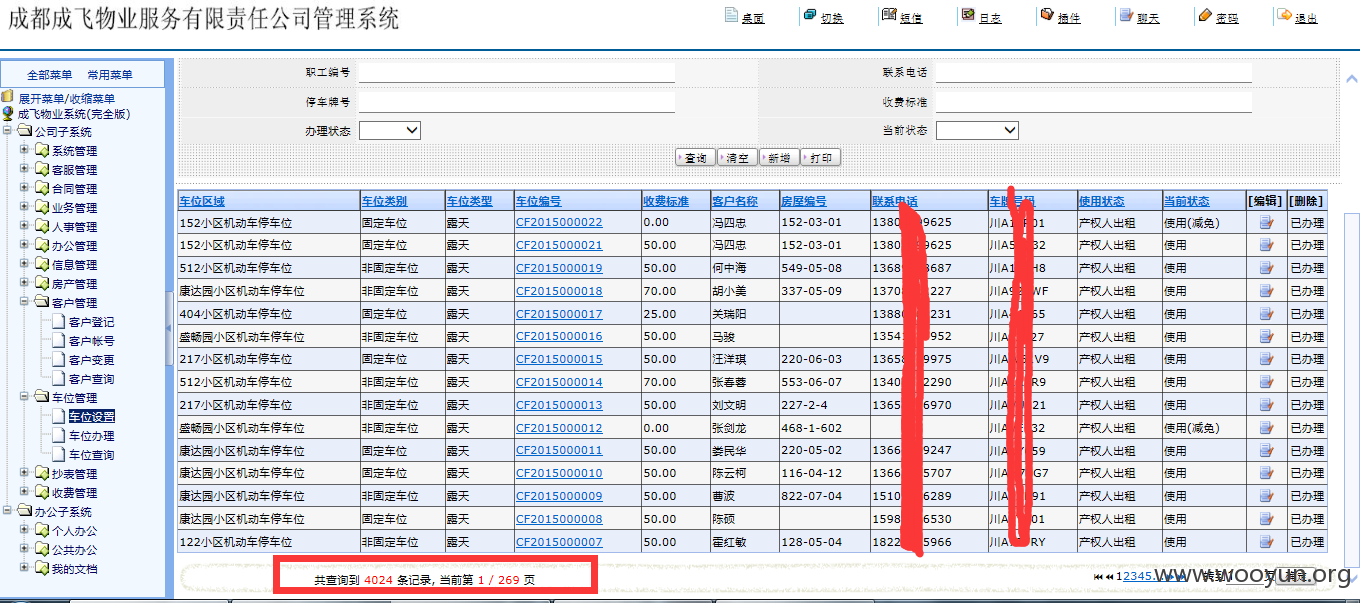 成都成飞物业服务有限责任公司管理系统
桌面 切换 短信 日志 插件 聊天 密码 退出
全部菜单 常用菜单
展开菜单/收缩菜单
成飞物业系统(完全版)
公司子系统
系统管理
客服管理
合同管理
业务管理
人事管理
办公管理
信息管理
房产管理
客户管理
客户登记
客户帐号
客户变更
客户查询
车位管理
车位设置
车位办理
车位查询
抄表管理
收费管理
办公子系统
个人办公
公共办公
我的文档
职工编号 联系电话
停车牌号 收费标准
办理状态 当前状态
查询 清空 新增 打印
车位区域 车位类别 车位类型 车位编号 收费标准 客户名称 房屋编号 联系电话 车牌号码 使用状态 当前状态 [编辑] [删除]
152小区机动车停车位 固定车位 露天 CF2015000022 0.00 冯四忠 152-03-01 1380 9625 川A 01 产权人出租 使用(减免) 已办理
152小区机动车停车位 固定车位 露天 CF2015000021 50.00 冯四忠 152-03-01 1380 9625 川A 32 产权人出租 使用 已办理
512小区机动车停车位 非固定车位 露天 CF2015000019 50.00 何中海 549-05-08 1368 687 川A H8 产权人出租 使用 已办理
康达园小区机动车停车位 非固定车位 露天 CF2015000018 70.00 胡小美 337-05-09 1370 227 川A WF 产权人出租 使用 已办理
404小区机动车停车位 固定车位 露天 CF2015000017 25.00 关瑞阳 1388 231 川A 55 产权人出租 使用 已办理
盛畅园小区机动车停车位 非固定车位 露天 CF2015000016 50.00 马骏 1354 952 川A 27 产权人出租 使用 已办理
217小区机动车停车位 固定车位 露天 CF2015000015 50.00 汪洋琪 220-06-03 1365 9975 川A V9 产权人出租 使用 已办理
512小区机动车停车位 非固定车位 露天 CF2015000014 70.00 张春蓉 553-06-07 1340 2290 川A R9 产权人出租 使用 已办理
217小区机动车停车位 非固定车位 露天 CF2015000013 50.00 刘文明 227-2-4 1365 6970 川A 21 产权人出租 使用 已办理
盛畅园小区机动车停车位 非固定车位 露天 CF2015000012 0.00 张剑龙 468-1-602 川A 32 产权人出租 使用(减免) 已办理
康达园小区机动车停车位 固定车位 露天 CF2015000011 50.00 娄民华 220-05-02 1366 9247 川A 59 产权人出租 使用 已办理
康达园小区机动车停车位 固定车位 露天 CF2015000010 50.00 陈云柯 116-04-12 1366 5707 川A G7 产权人出租 使用 已办理
康达园小区机动车停车位 非固定车位 露天 CF2015000009 50.00 曹波 822-07-04 1510 6289 川A 91 产权人出租 使用 已办理
康达园小区机动车停车位 固定车位 露天 CF2015000008 50.00 陈硕 1598 6530 川A 01 产权人出租 使用 已办理
122小区机动车停车位 非固定车位 露天 CF2015000007 50.00 霍红敏 128-05-04 1822 5966 川A RY 产权人出租 使用 已办理
共查询到 4024 条记录, 当前第 1 / 269 页
12345
www.wooyun.org